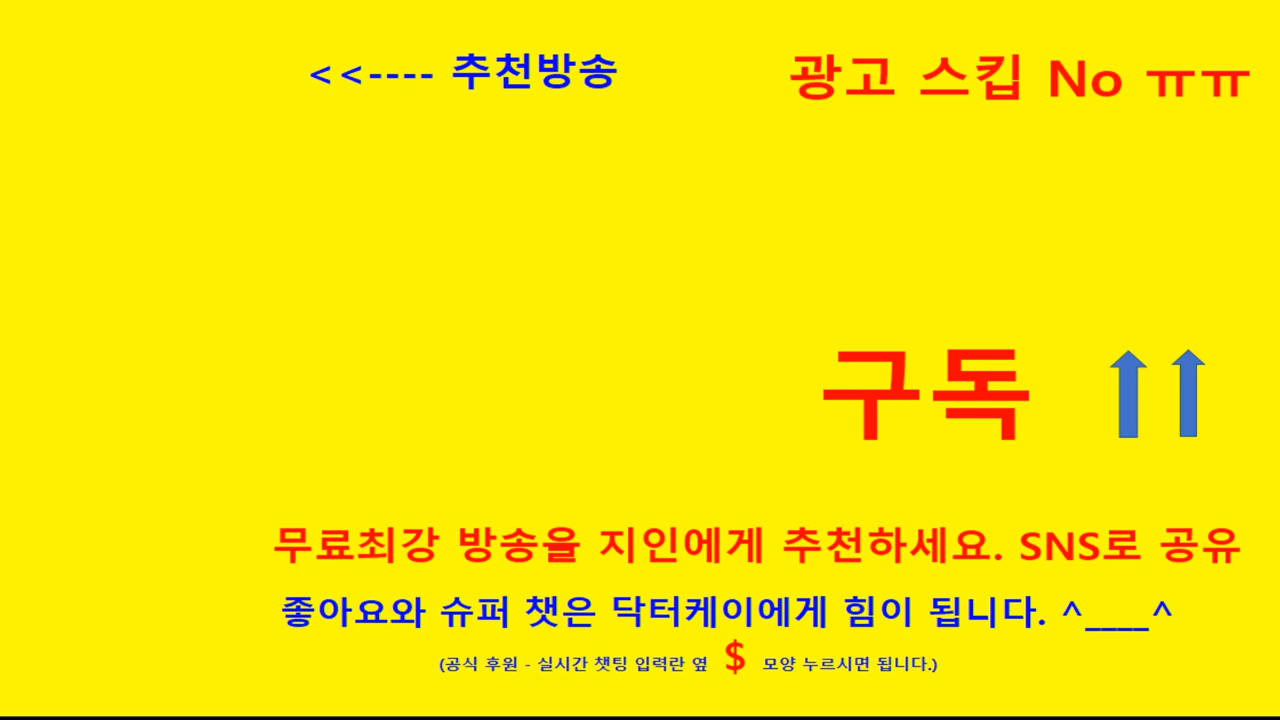 <<---- 추천방송
광고 스킵 No ㅠㅠ
구독
무료최강 방송을 지인에게 추천하세요. SNS로 공유
좋아요와 슈퍼 챗은 닥터케이에게 힘이 됩니다. ^____^
(공식 후원 - 실시간 챗팅 입력란 옆 $ 모양 누르시면 됩니다.)